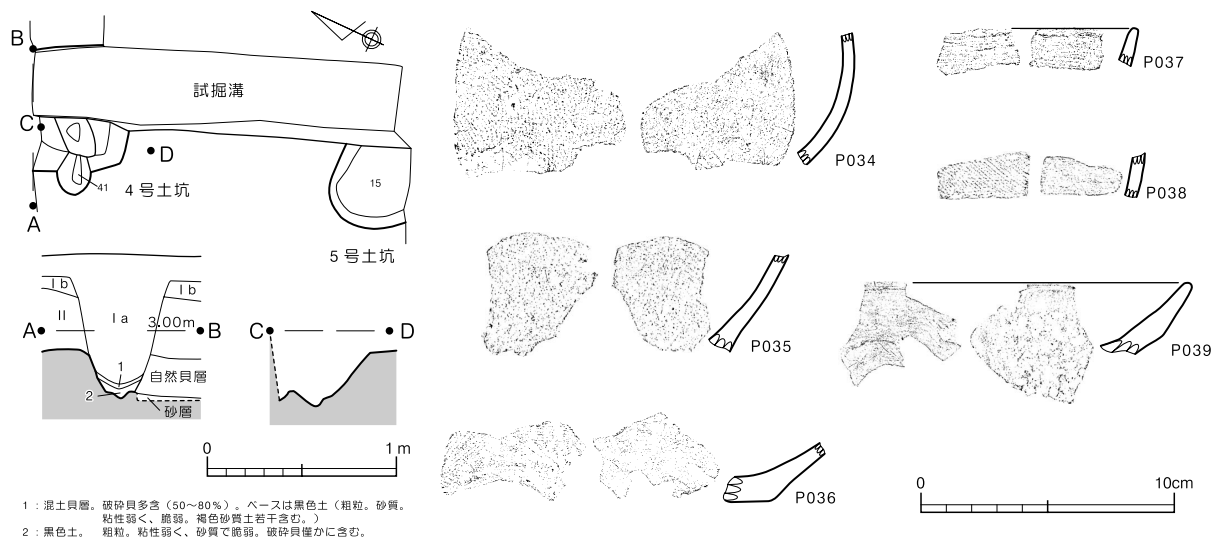 B
試掘溝
C
D
41
4号土坑
15
A
5号土坑
Ⅰb
Ⅰb
Ⅱ
Ⅰa
3.00m
A
B
C
D
1
自然貝層
2
砂層
0
1m
1：混土貝層。破砕貝多含（50〜80％）。ベースは黒色土（粗粒。砂質。
粘性弱く、脆弱。褐色砂質土若干含む。）
2：黒色土。 粗粒。粘性弱く、砂質で脆弱。破砕貝僅かに含む。
P034
P035
P036
P037
P038
P039
0
10cm